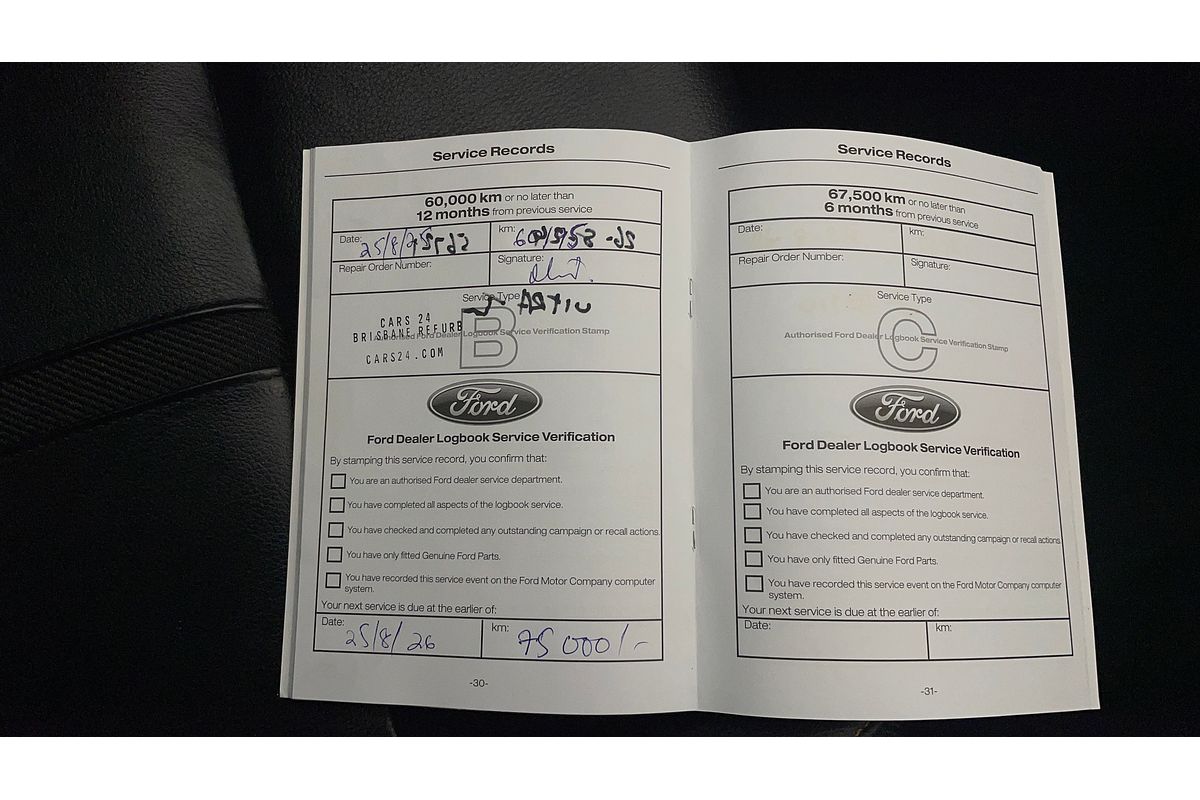 Service Records
60,000 km or no later than
12 months from previous service
Date: 25/8/25
km:
Repair Order Number:
Signature:
Service Type
B
CARS 24
BRISBANE REFURB
Authorised Ford Dealer Logbook Service Verification Stamp
CARS24.COM
Ford
Ford Dealer Logbook Service Verification
By stamping this service record, you confirm that:
You are an authorised Ford dealer service department.
You have completed all aspects of the logbook service.
You have checked and completed any outstanding campaign or recall actions.
You have only fitted Genuine Ford Parts.
You have recorded this service event on the Ford Motor Company computer
system.
Your next service is due at the earlier of:
Date: 25/8/26
km: 75000/-
-30-
Service Records
67,500 km or no later than
6 months from previous service
Date:
km:
Repair Order Number:
Signature:
Service Type
C
Authorised Ford Dealer Logbook Service Verification Stamp
Ford
Ford Dealer Logbook Service Verification
By stamping this service record, you confirm that:
You are an authorised Ford dealer service department.
You have completed all aspects of the logbook service.
You have checked and completed any outstanding campaign or recall actions.
You have only fitted Genuine Ford Parts.
You have recorded this service event on the Ford Motor Company computer
system.
Your next service is due at the earlier of:
Date:
km:
-31-